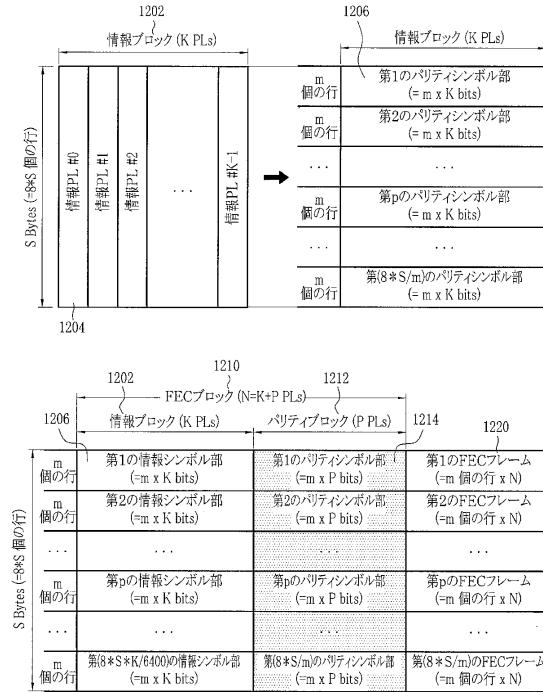 1202
情報ブロック (K PLs)
S Bytes (=8*S 個の行)
情報PL #0
情報PL #1
情報PL #2
...
情報PL #K-1
1204
1206
情報ブロック (K PLs)
m
個の行
第1のパリティシンボル部
(= m x K bits)
m
個の行
第2のパリティシンボル部
(= m x K bits)
...
...
m
個の行
第pのパリティシンボル部
(= m x K bits)
...
...
m
個の行
第(8*S/m)のパリティシンボル部
(= m x K bits)
1210
FECブロック (N=K+P PLs)
1202
1212
情報ブロック (K PLs)
パリティブロック (P PLs)
1206
1214
1220
S Bytes (=8*S 個の行)
m
個の行
第1の情報シンボル部
(=m x K bits)
第1のパリティシンボル部
(=m x P bits)
第1のFECフレーム
(=m 個の行 x N)
m
個の行
第2の情報シンボル部
(=m x K bits)
第2のパリティシンボル部
(=m x P bits)
第2のFECフレーム
(=m 個の行 x N)
...
...
...
...
m
個の行
第pの情報シンボル部
(=m x K bits)
第pのパリティシンボル部
(=m x P bits)
第pのFECフレーム
(=m 個の行 x N)
...
...
...
...
m
個の行
第(8*S*K/6400)の情報シンボル部
(=m x K bits)
第(8*S/m)のパリティシンボル部
(=m x P bits)
第(8*S/m)のFECフレーム
(=m 個の行 x N)